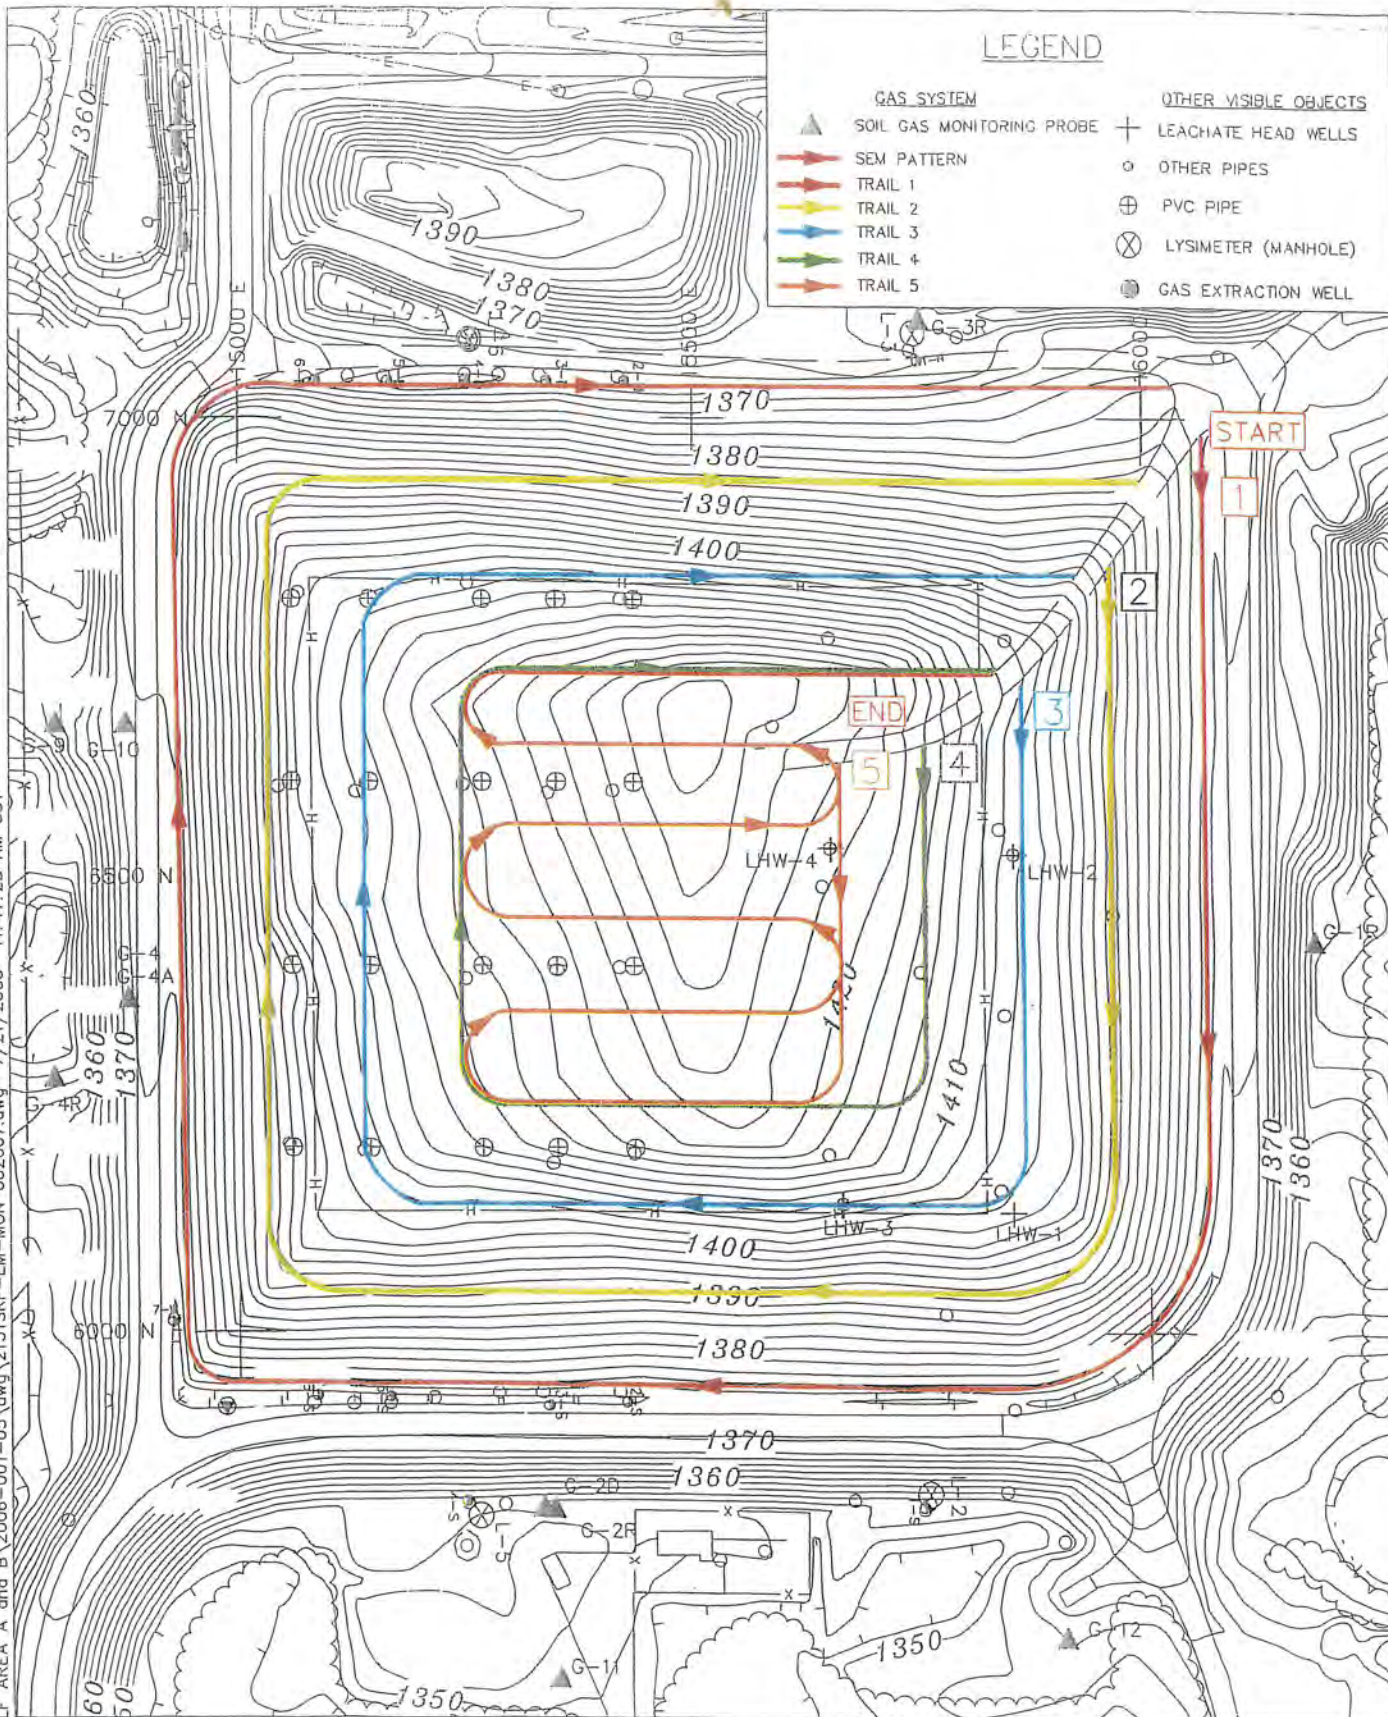 LEGEND
GAS SYSTEM
SOIL GAS MONITORING PROBE
SEM PATTERN
TRAIL 1
TRAIL 2
TRAIL 3
TRAIL 4
TRAIL 5
OTHER VISIBLE OBJECTS
LEACHATE HEAD WELLS
OTHER PIPES
PVC PIPE
LYSIMETER (MANHOLE)
GAS EXTRACTION WELL
1360
1390
1380
1370
5000 E
G-3R
7000 N
1370
START
1
1380
1390
1400
2
END
3
5
4
G-10
LHW-4
LHW-2
6500 N
G-1R
G-4
G-4A
1420
1360
1370
G-4R
1410
1370
1360
LHW-3
LHW-1
1400
1390
6000 N
1380
1370
1360
G-2D
L-2
L-5
G-2R
G-12
1350
G-11
1350